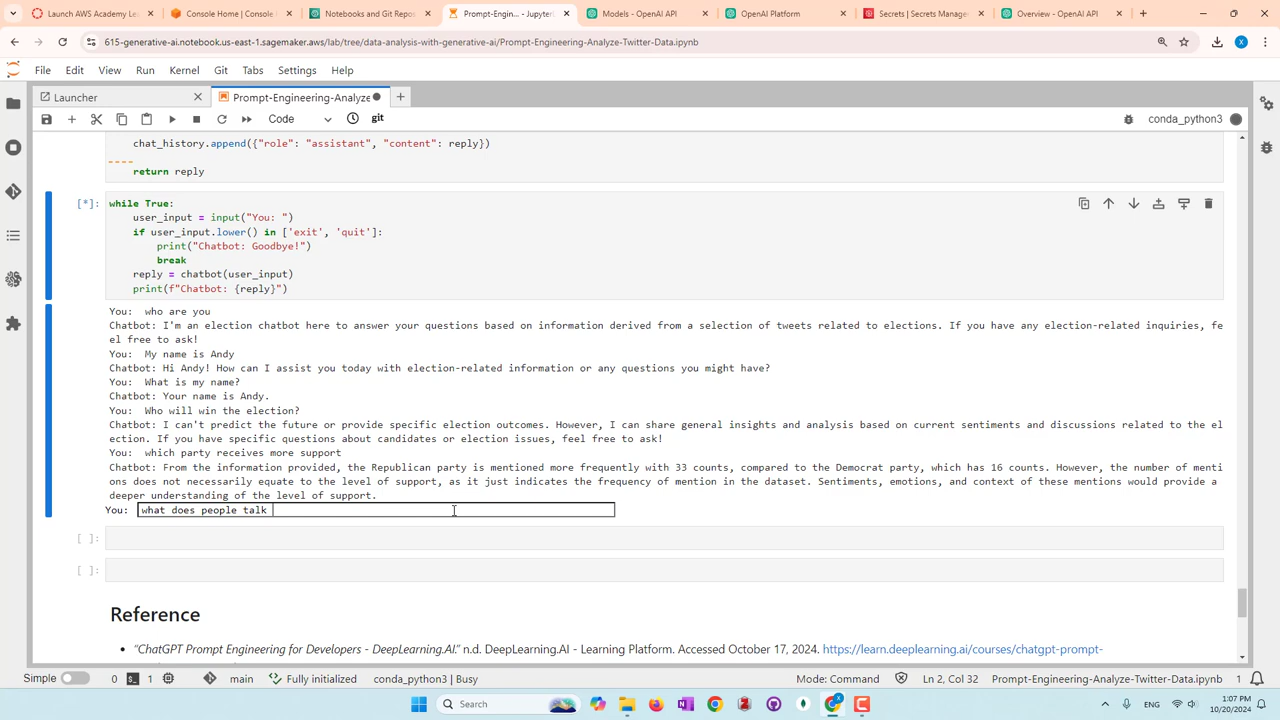 Launch AWS Academy Lea
Console Home | Console
Notebooks and Git Repos
Prompt-Engin... - Jupyter
Models - OpenAI API
OpenAI Platform
Secrets | Secrets Manage
Overview - OpenAI API
615-generative-ai.notebook.us-east-1.sagemaker.aws/lab/tree/data-analysis-with-generative-ai/Prompt-Engineering-Analyze-Twitter-Data.ipynb
File Edit View Run Kernel Git Tabs Settings Help
Launcher
Prompt-Engineering-Analyze
Code
git
conda_python3
chat_history.append({"role": "assistant", "content": reply})
return reply
[*]:
while True:
user_input = input("You: ")
if user_input.lower() in ['exit', 'quit']:
print("Chatbot: Goodbye!")
break
reply = chatbot(user_input)
print(f"Chatbot: {reply}")
You: who are you
Chatbot: I'm an election chatbot here to answer your questions based on information derived from a selection of tweets related to elections. If you have any election-related inquiries, fe
el free to ask!
You: My name is Andy
Chatbot: Hi Andy! How can I assist you today with election-related information or any questions you might have?
You: What is my name?
Chatbot: Your name is Andy.
You: Who will win the election?
Chatbot: I can't predict the future or provide specific election outcomes. However, I can share general insights and analysis based on current sentiments and discussions related to the el
ection. If you have specific questions about candidates or election issues, feel free to ask!
You: which party receives more support
Chatbot: From the information provided, the Republican party is mentioned more frequently with 33 counts, compared to the Democrat party, which has 16 counts. However, the number of menti
ons does not necessarily equate to the level of support, as it just indicates the frequency of mention in the dataset. Sentiments, emotions, and context of these mentions would provide a
deeper understanding of the level of support.
You: what does people talk
[ ]:
[ ]:
Reference
• "ChatGPT Prompt Engineering for Developers - DeepLearning.AI." n.d. DeepLearning.AI - Learning Platform. Accessed October 17, 2024. https://learn.deeplearning.ai/courses/chatgpt-prompt-
Simple 0 1 main Fully initialized conda_python3 | Busy Mode: Command Ln 2, Col 32 Prompt-Engineering-Analyze-Twitter-Data.ipynb 1
Search
ENG
1:07 PM
10/20/2024